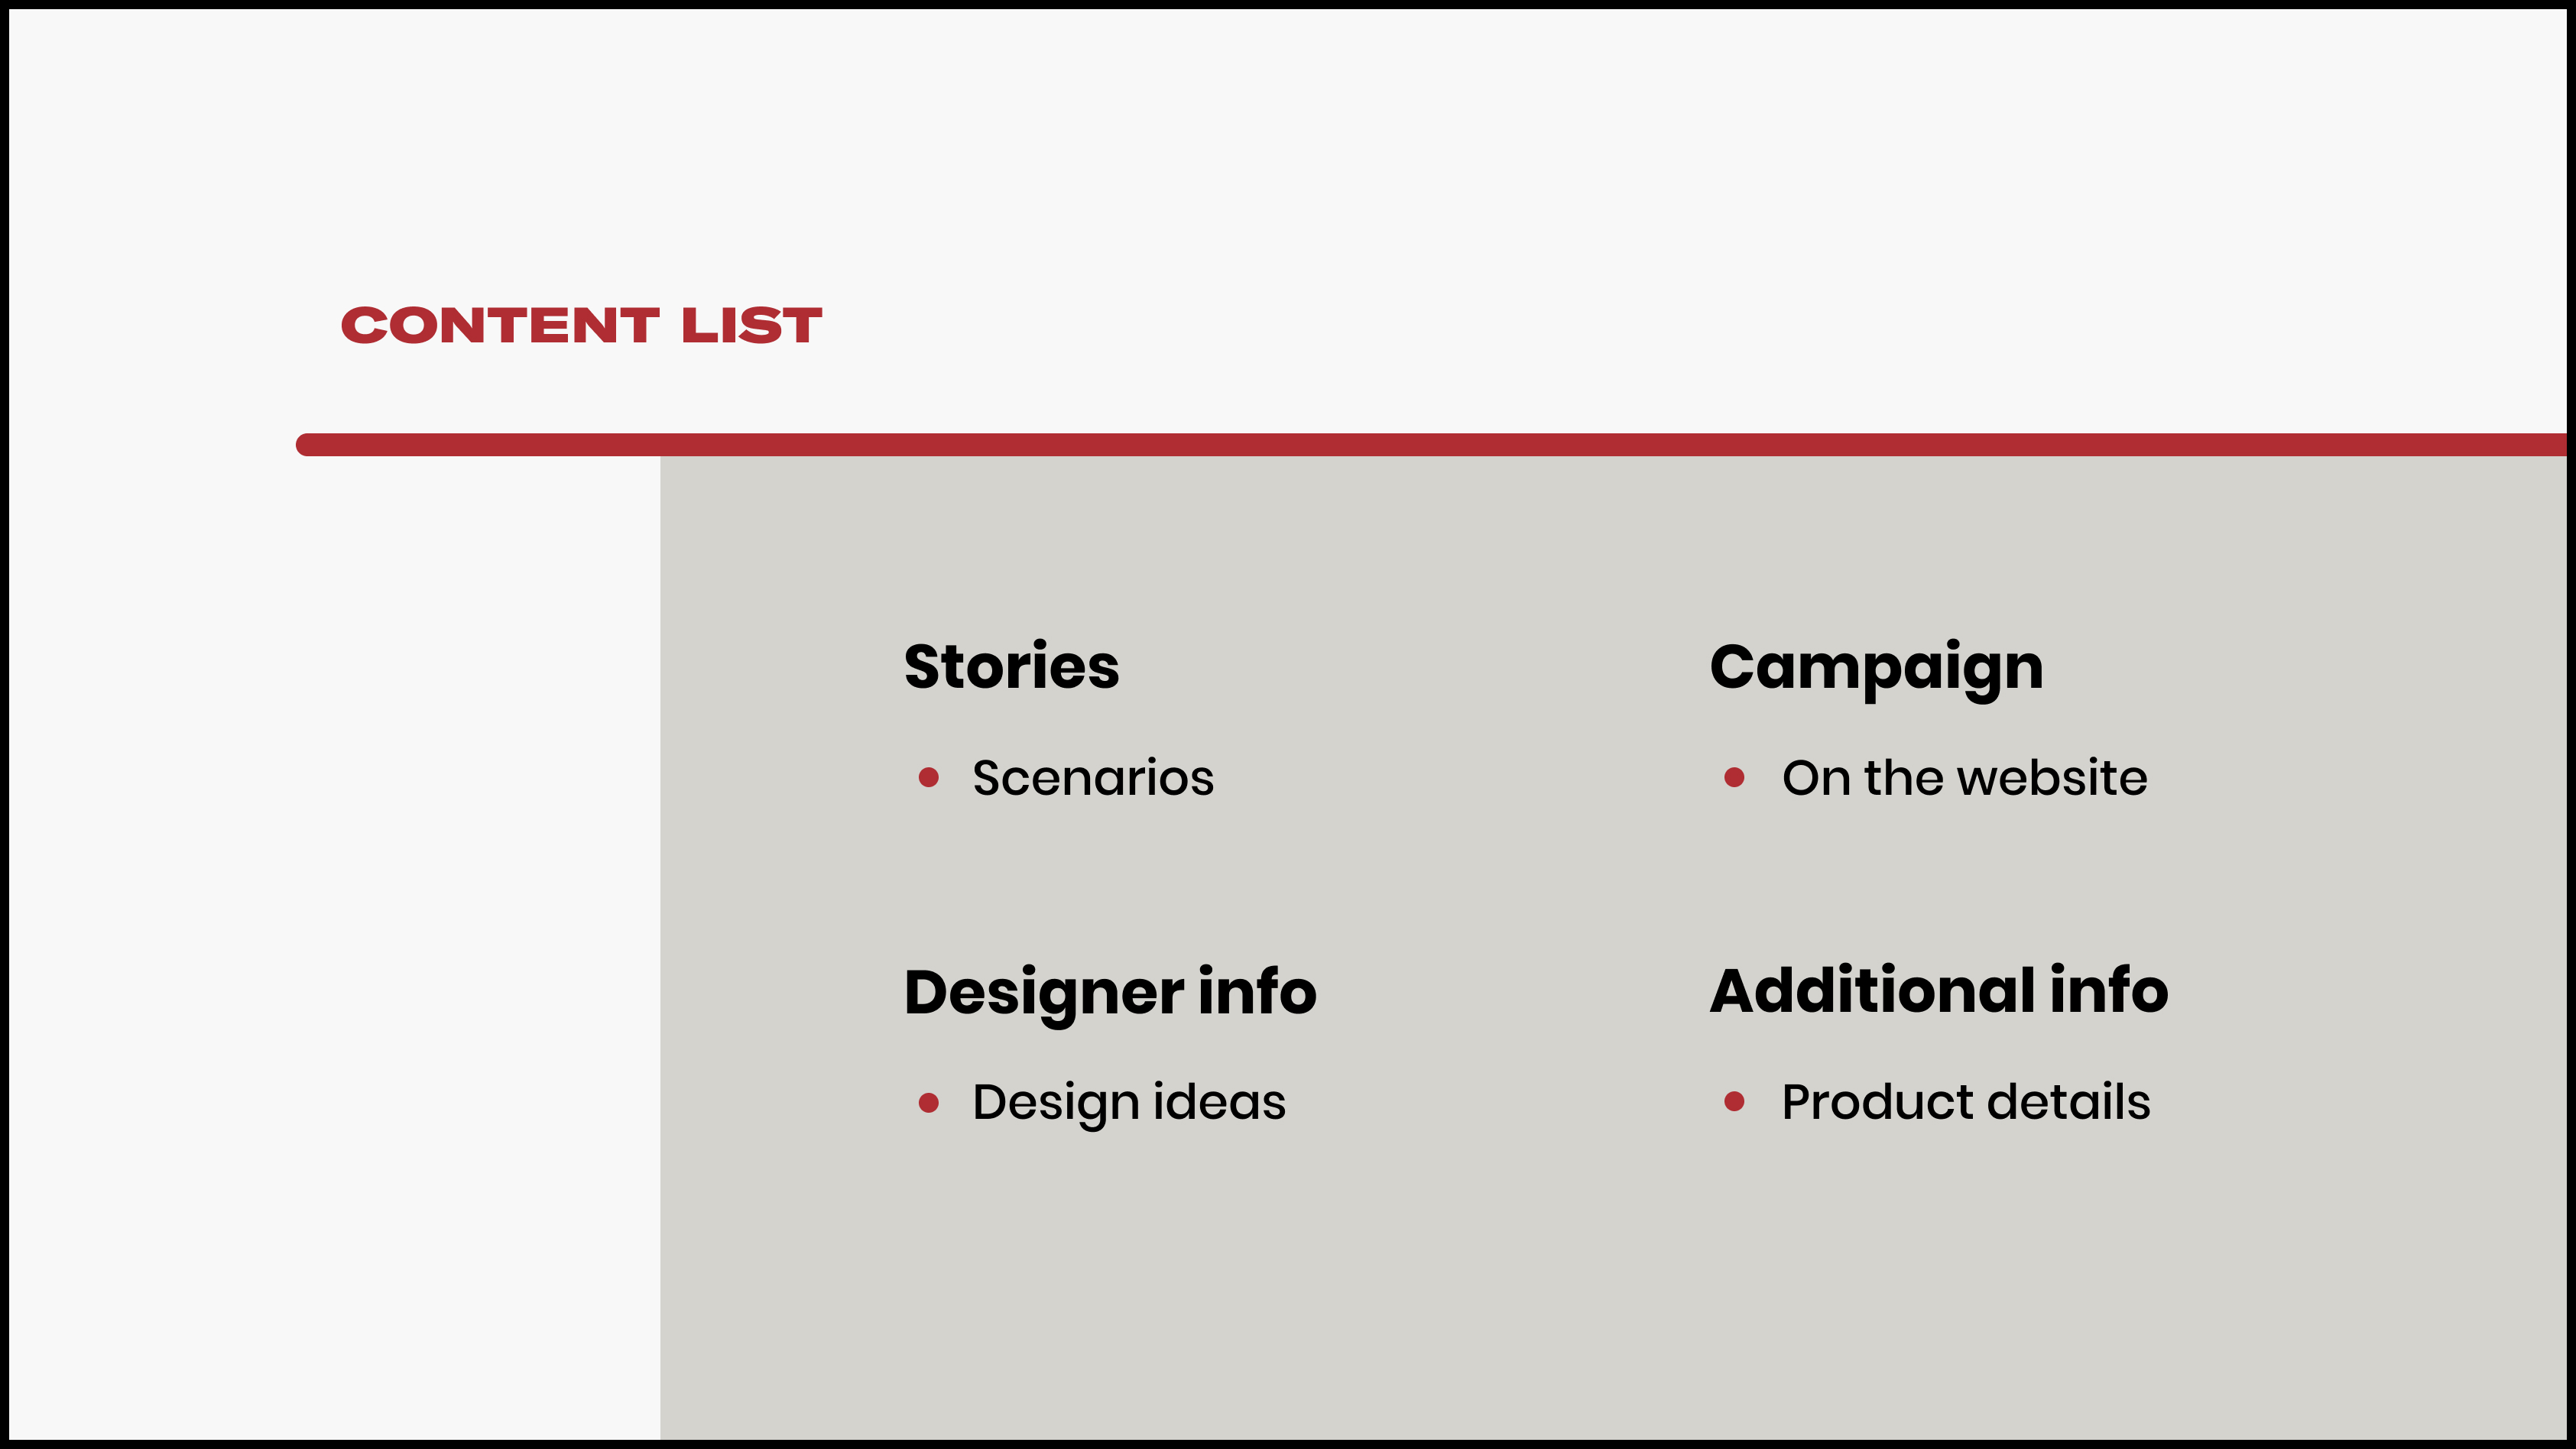 CONTENT LIST
Stories
Scenarios
Campaign
On the website
Designer info
Design ideas
Additional info
Product details